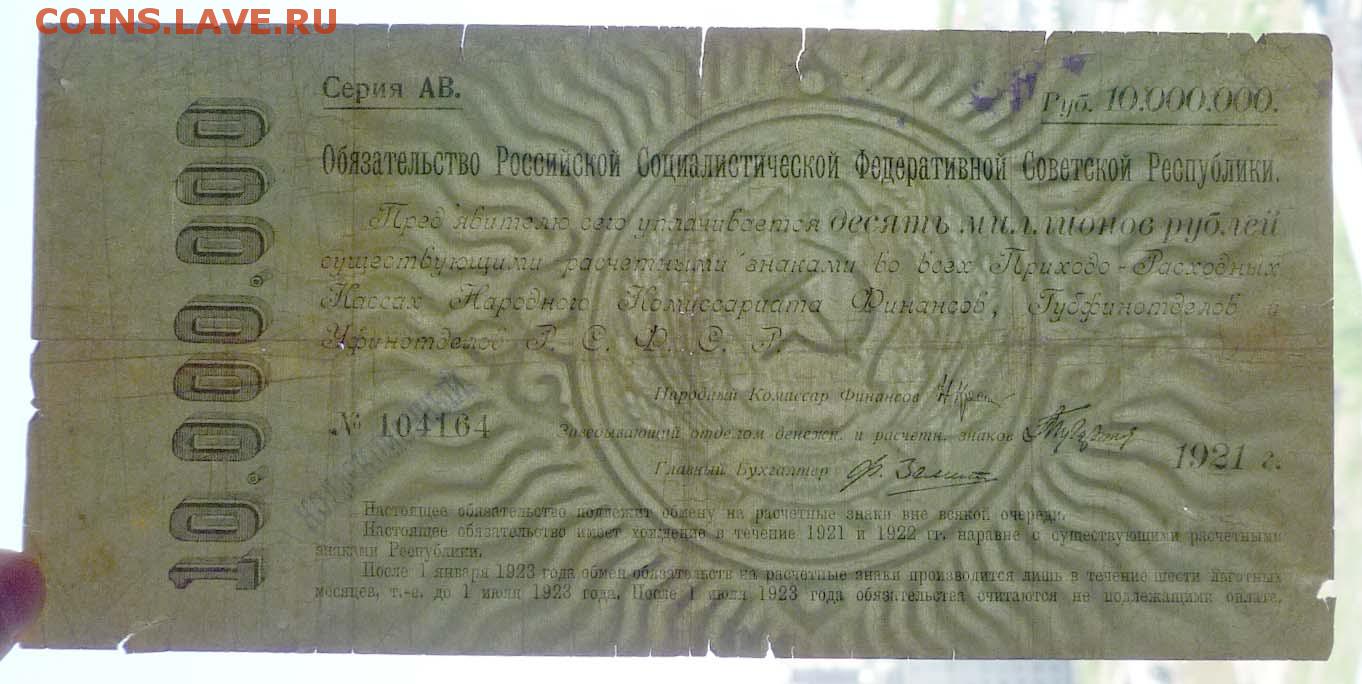 COINS.LAVE.RU
Серия АВ.
Руб. 10.000.000.
10.000.000
Обязательство Российской Социалистической Федеративной Советской Республики.
Пред'явителю сего уплачивается десять миллионов рублей
существующими расчетными знаками во всех Приходо-Расходных
Кассах Народного Комиссариата Финансов, Губфинотделов и
Уфинотделов Р. С. Ф. С. Р.
Народный Комиссар Финансов
№ 104164
Заведывающий отделом денежн. и расчетн. знаков
1921 г.
Главный Бухгалтер
Настоящее обязательство подлежит обмену на расчетные знаки вне всякой очереди.
Настоящее обязательство имеет хождение в течение 1921 и 1922 гг. наравне с существующими расчетными
знаками Республики.
После 1 января 1923 года обмен обязательств на расчетные знаки производится лишь в течение шести льготных
месяцев, т.-е. до 1 июля 1923 года. После 1 июля 1923 года обязательства считаются не подлежащими оплате.